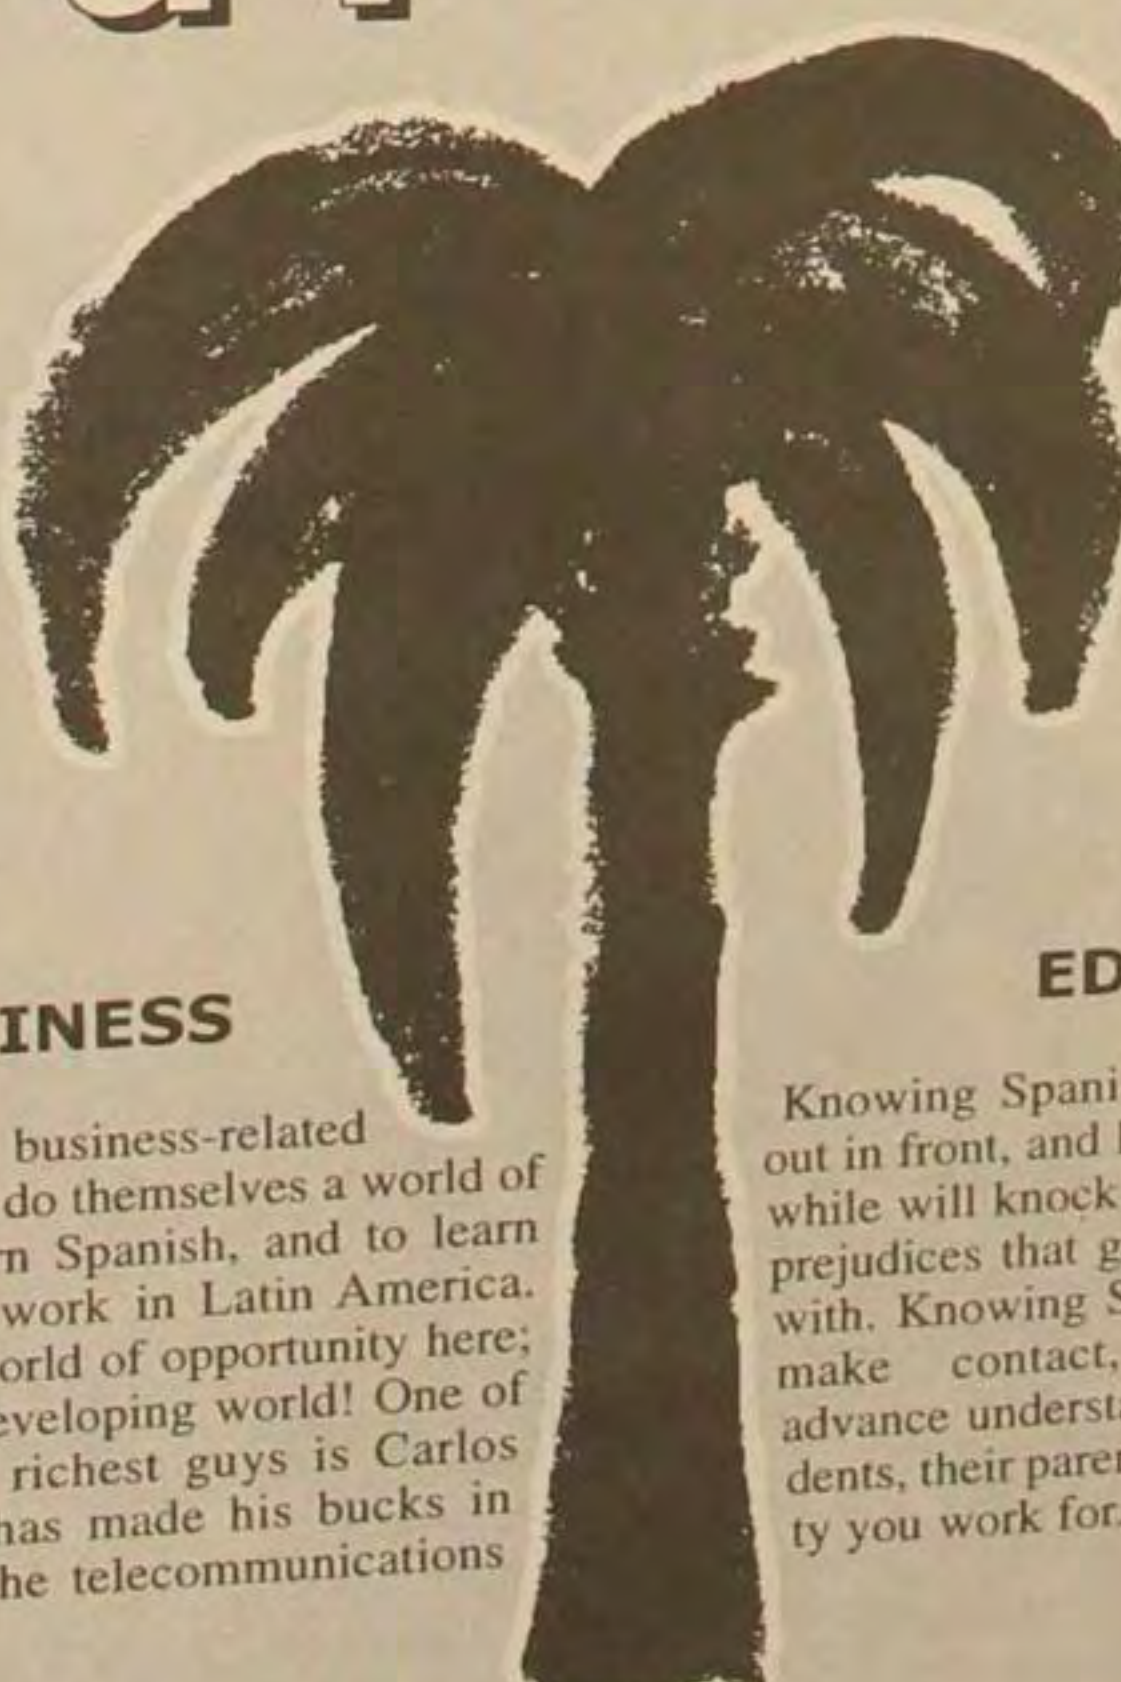 INESS
business-related
do themselves a world of
rn Spanish, and to learn
work in Latin America.
orld of opportunity here;
eveloping world! One of
richest guys is Carlos
has made his bucks in
he telecommunications
ED
Knowing Spani
out in front, and
while will knock
prejudices that g
with. Knowing S
make contact,
advance understa
dents, their paren
ty you work for.